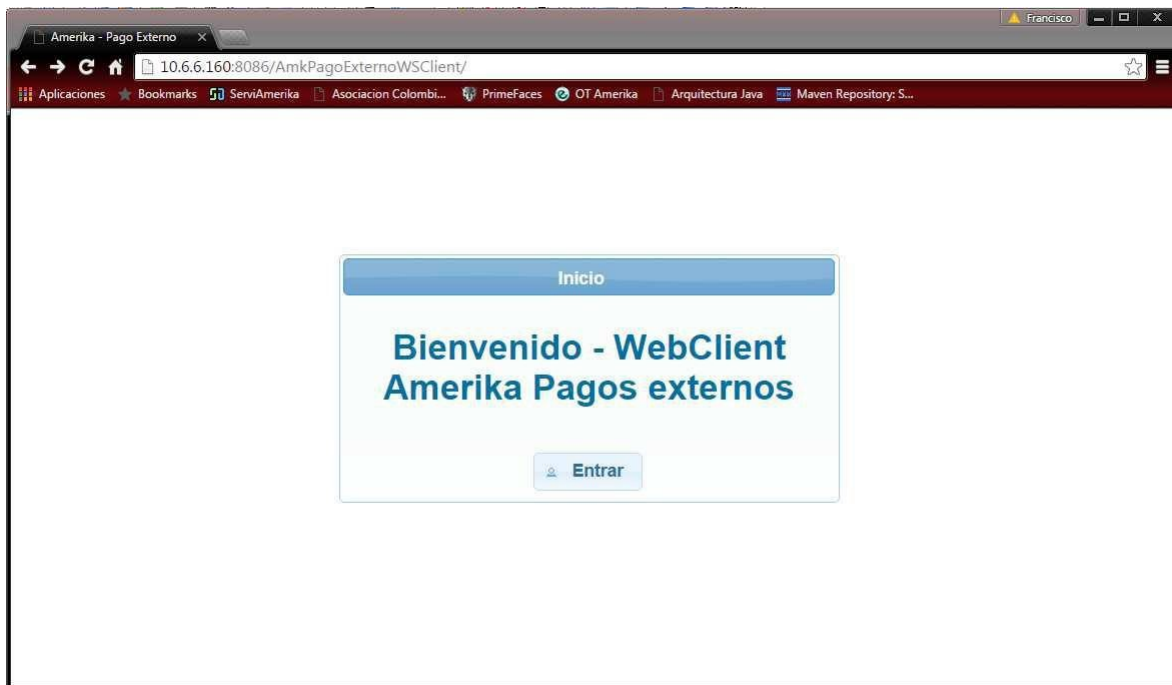 Francisco
Amerika - Pago Externo
10.6.6.160:8086/AmkPagoExternoWSClient/
Aplicaciones Bookmarks ServiAmerika Asociacion Colombi... PrimeFaces OT Amerika Arquitectura Java Maven Repository: S...
Inicio
Bienvenido - WebClient
Amerika Pagos externos
Entrar